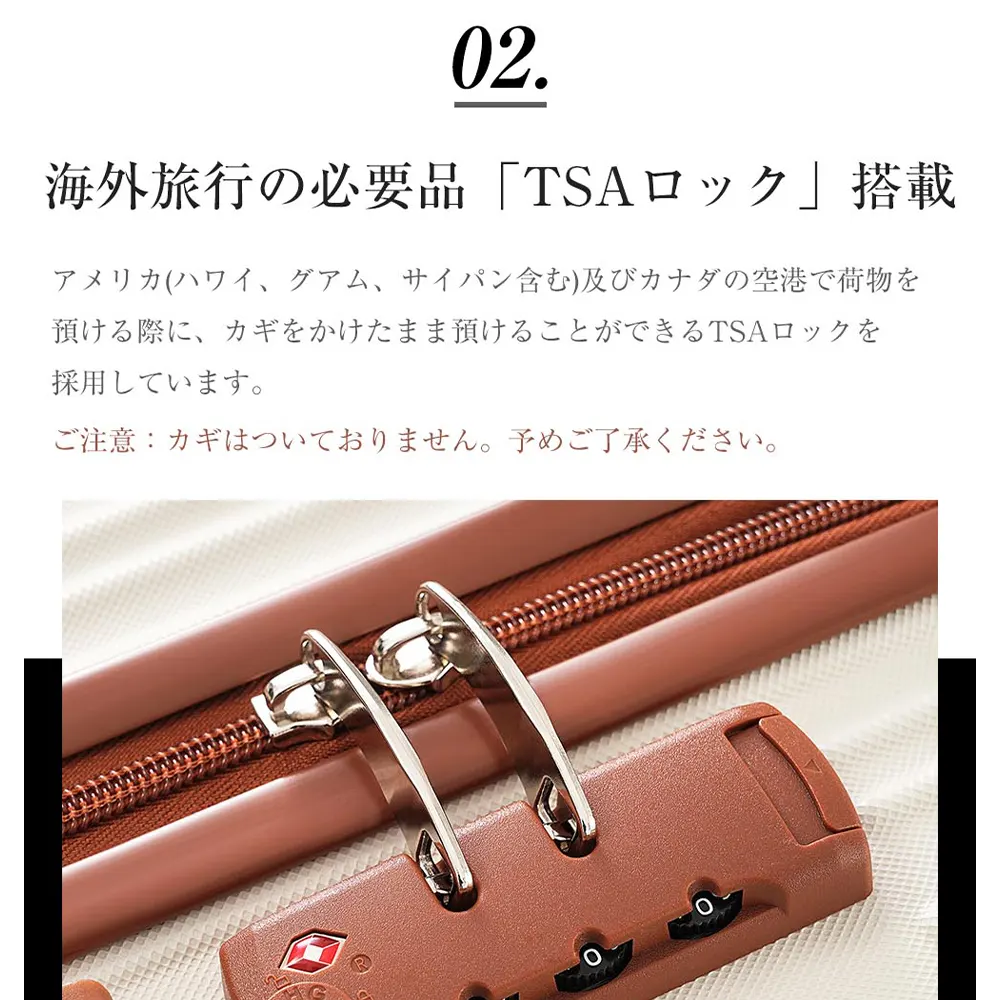 02.
海外旅行の必要品「TSAロック」搭載
アメリカ(ハワイ、グアム、サイパン含む)及びカナダの空港で荷物を
預ける際に、カギをかけたまま預けることができるTSAロックを
採用しています。
ご注意：カギはついておりません。予めご了承ください。
0
0